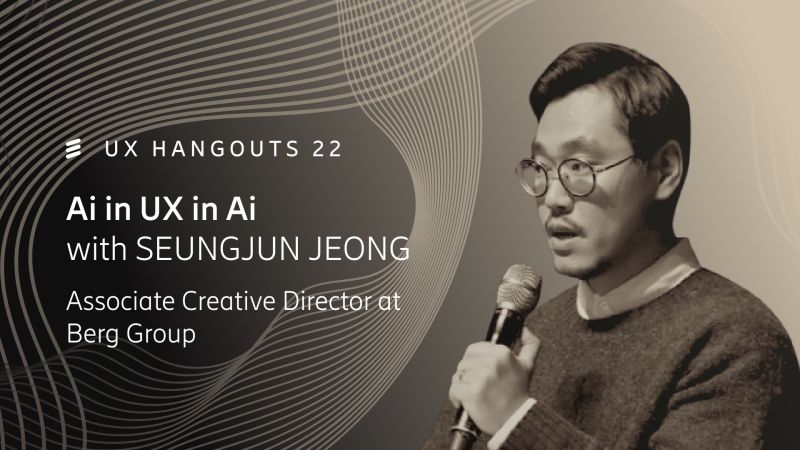 UX HANGOUTS 22
Ai in UX in Ai
with SEUNGJUN JEONG
Associate Creative Director at
Berg Group